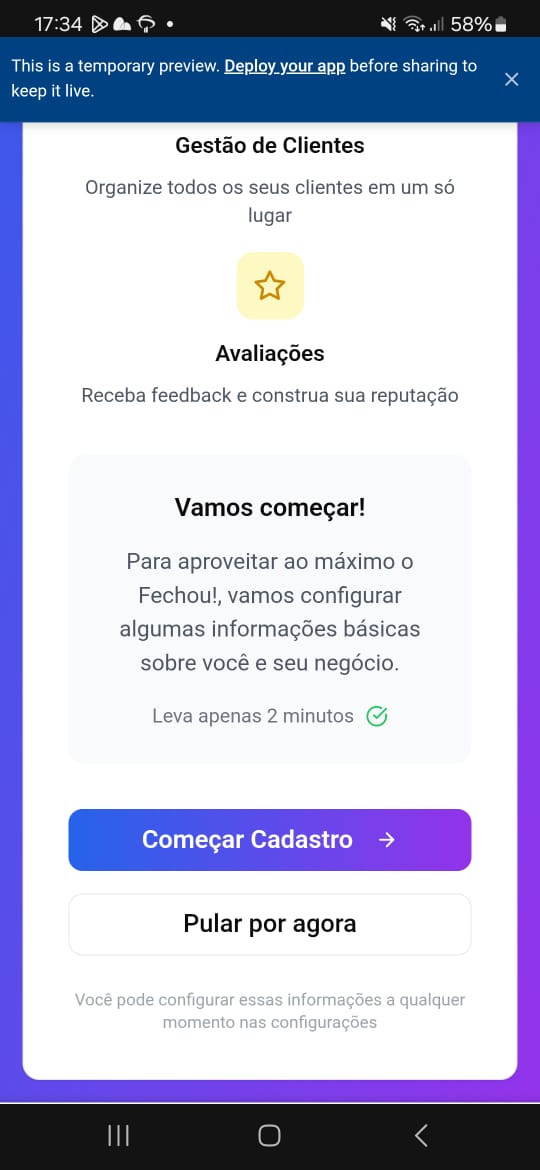 17:34
58%
This is a temporary preview. Deploy your app before sharing to
keep it live.
Gestão de Clientes
Organize todos os seus clientes em um só
lugar
Avaliações
Receba feedback e construa sua reputação
Vamos começar!
Para aproveitar ao máximo o
Fechou!, vamos configurar
algumas informações básicas
sobre você e seu negócio.
Leva apenas 2 minutos
Começar Cadastro
Pular por agora
Você pode configurar essas informações a qualquer
momento nas configurações